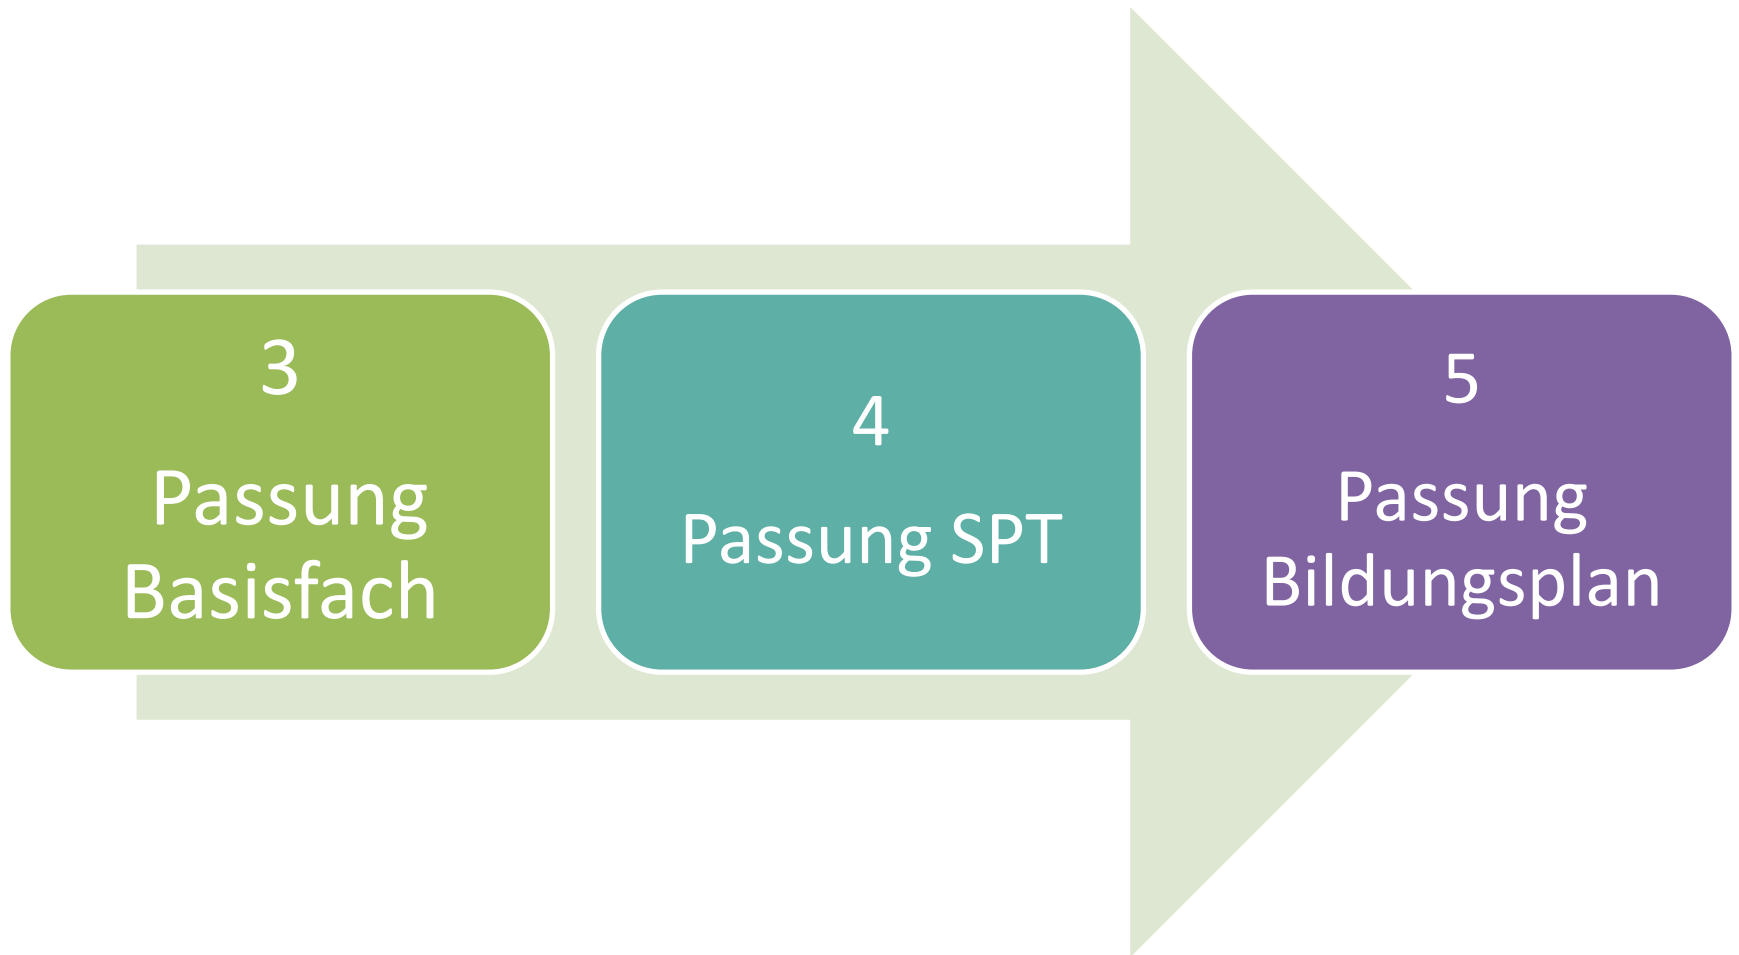 3
Passung
Basisfach
4
Passung SPT
5
Passung
Bildungsplan